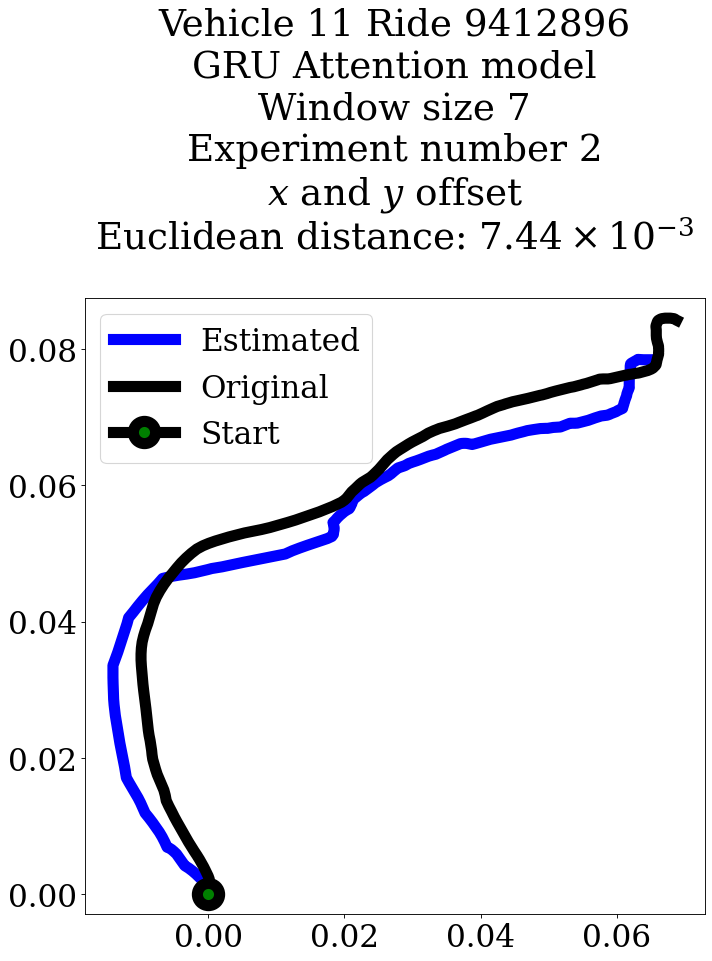 Vehicle 11 Ride 9412896
GRU Attention model
Window size 7
Experiment number 2
x and y offset
Euclidean distance: 7.44 × 10⁻³
Estimated
Original
Start
0.08
0.06
0.04
0.02
0.00
0.00 0.02 0.04 0.06